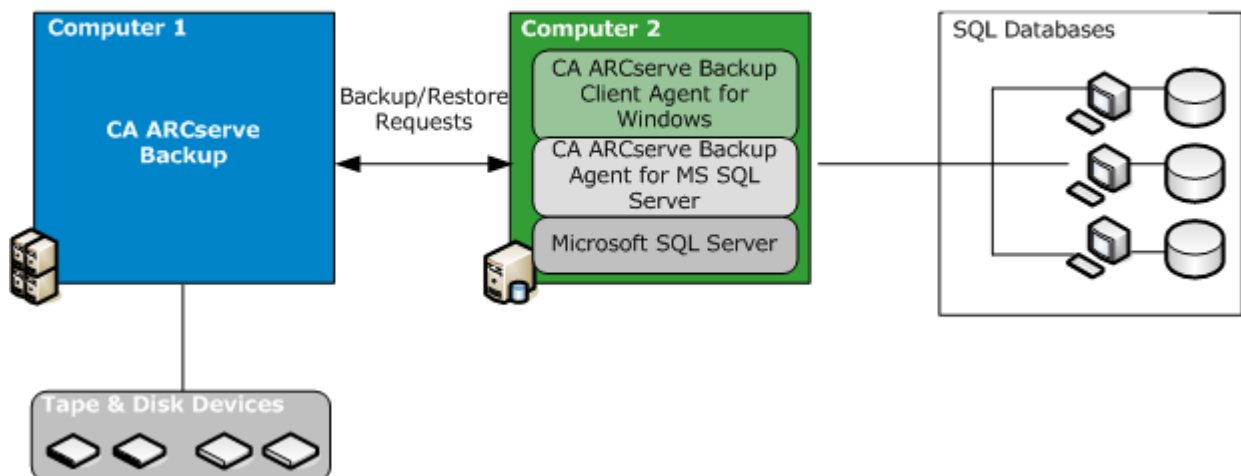 Computer 1
CA ARCserve
Backup
Backup/Restore
Requests
Computer 2
CA ARCserve Backup
Client Agent for
Windows
CA ARCserve Backup
Agent for MS SQL
Server
Microsoft SQL Server
SQL Databases
Tape & Disk Devices